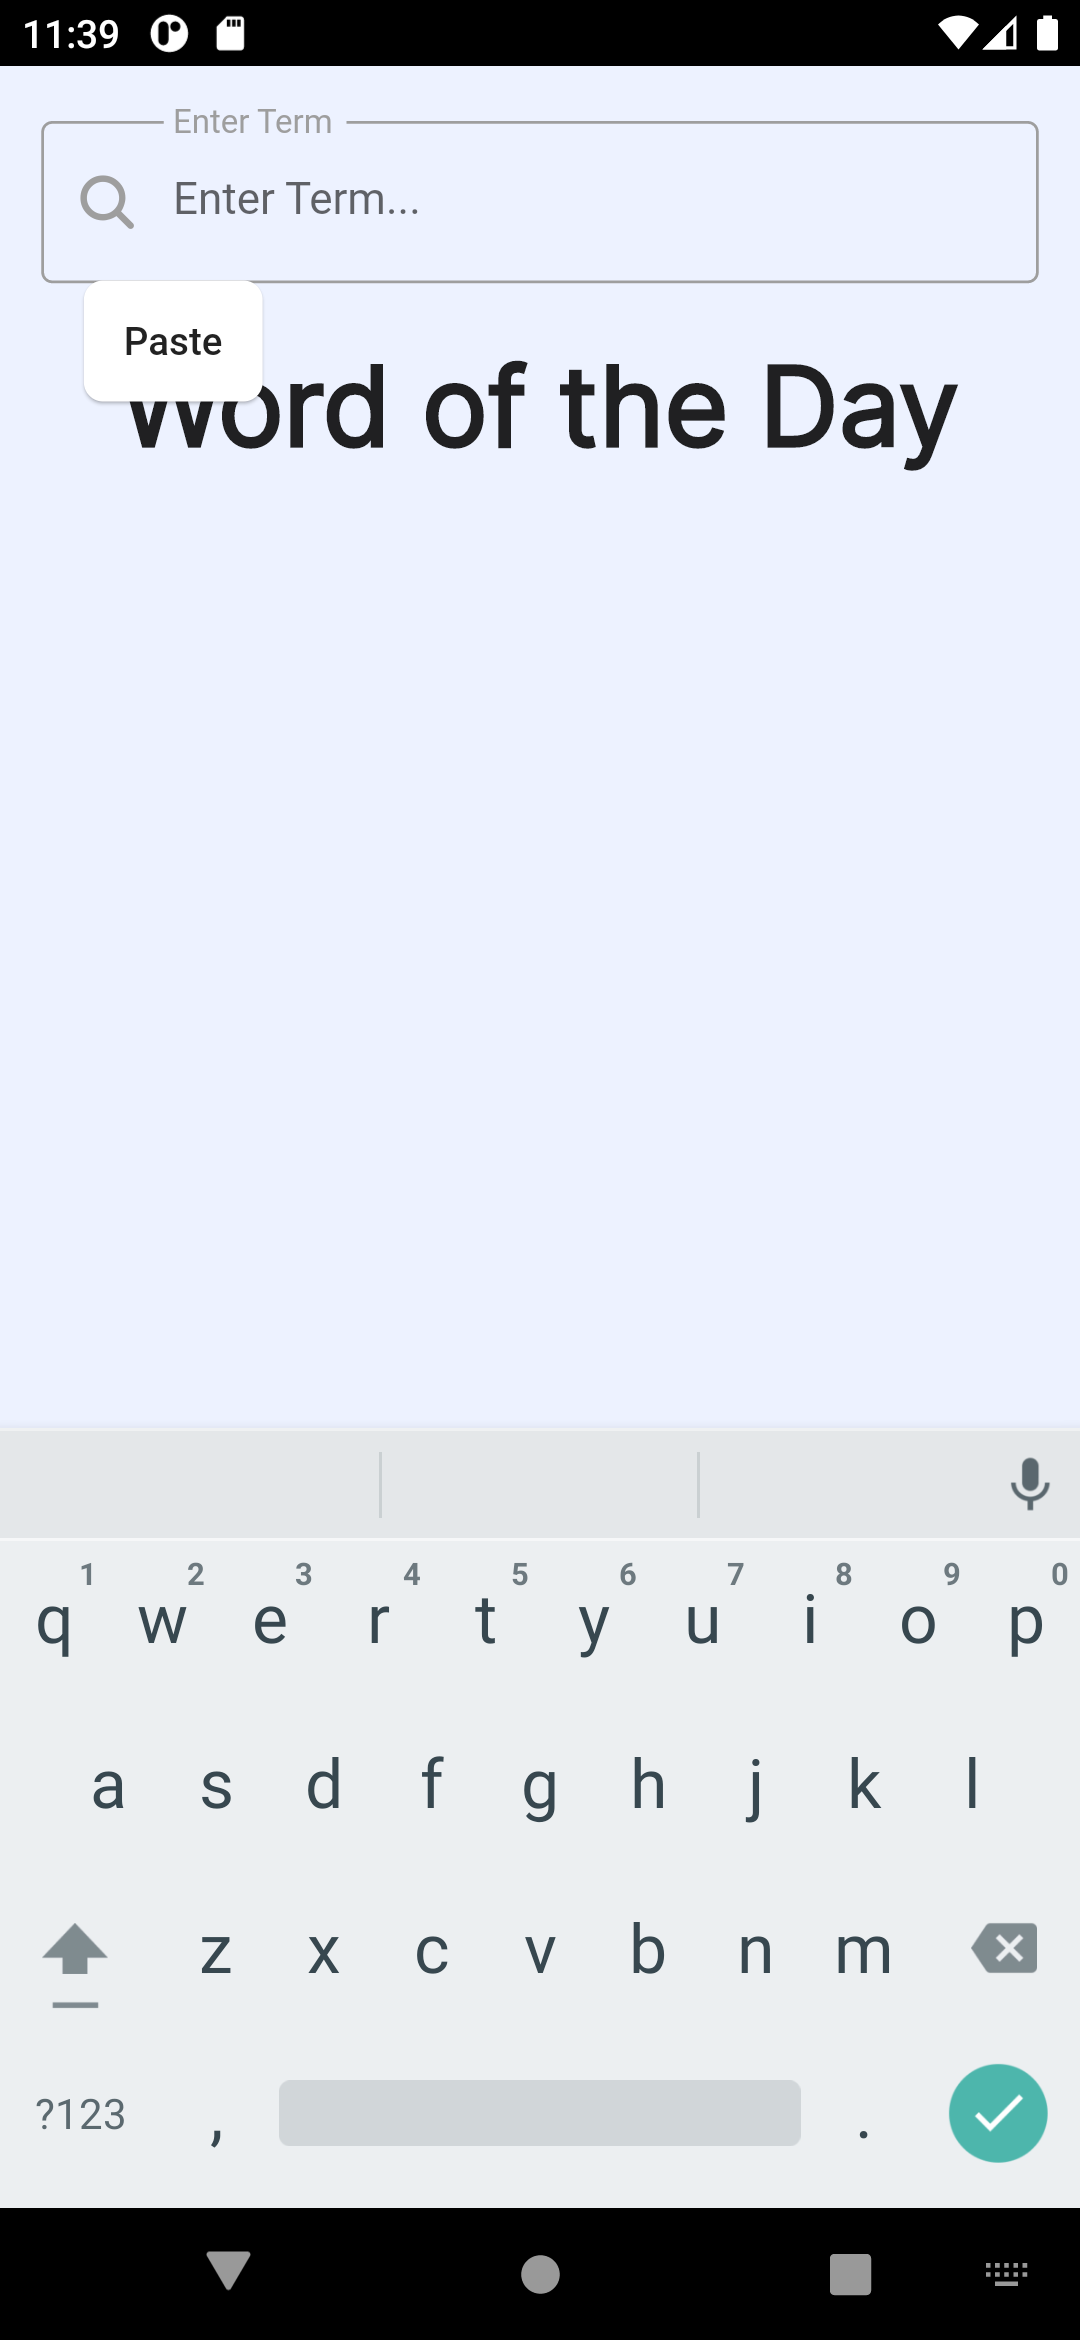 11:39
Enter Term
Enter Term...
Paste
Word of the Day
1 2 3 4 5 6 7 8 9 0
q w e r t y u i o p
a s d f g h j k l
z x c v b n m
?123 , .